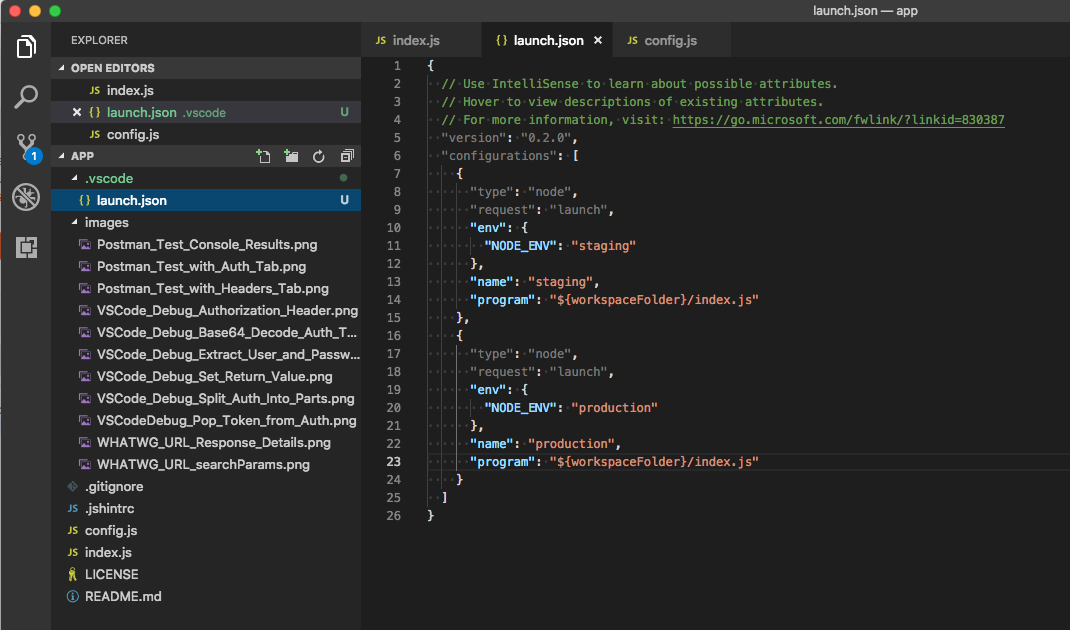 launch.json — app
EXPLORER
OPEN EDITORS
JS index.js
{} launch.json .vscode U
JS config.js
1
APP
.vscode
{} launch.json U
images
Postman_Test_Console_Results.png
Postman_Test_with_Auth_Tab.png
Postman_Test_with_Headers_Tab.png
VSCode_Debug_Authorization_Header.png
VSCode_Debug_Base64_Decode_Auth_T...
VSCode_Debug_Extract_User_and_Passw...
VSCode_Debug_Set_Return_Value.png
VSCode_Debug_Split_Auth_Into_Parts.png
VSCodeDebug_Pop_Token_from_Auth.png
WHATWG_URL_Response_Details.png
WHATWG_URL_searchParams.png
.gitignore
JS .jshintrc
JS config.js
JS index.js
LICENSE
README.md
JS index.js {} launch.json × JS config.js
1 {
2 // Use IntelliSense to learn about possible attributes.
3 // Hover to view descriptions of existing attributes.
4 // For more information, visit: https://go.microsoft.com/fwlink/?linkid=830387
5 "version": "0.2.0",
6 "configurations": [
7 {
8 "type": "node",
9 "request": "launch",
10 "env": {
11 "NODE_ENV": "staging"
12 },
13 "name": "staging",
14 "program": "${workspaceFolder}/index.js"
15 },
16 {
17 "type": "node",
18 "request": "launch",
19 "env": {
20 "NODE_ENV": "production"
21 },
22 "name": "production",
23 "program": "${workspaceFolder}/index.js"
24 }
25 ]
26 }